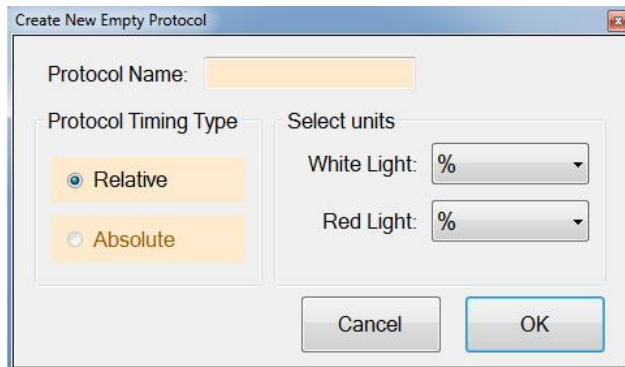 Create New Empty Protocol
Protocol Name:
Protocol Timing Type
Relative
Absolute
Select units
White Light: %
Red Light: %
Cancel
OK